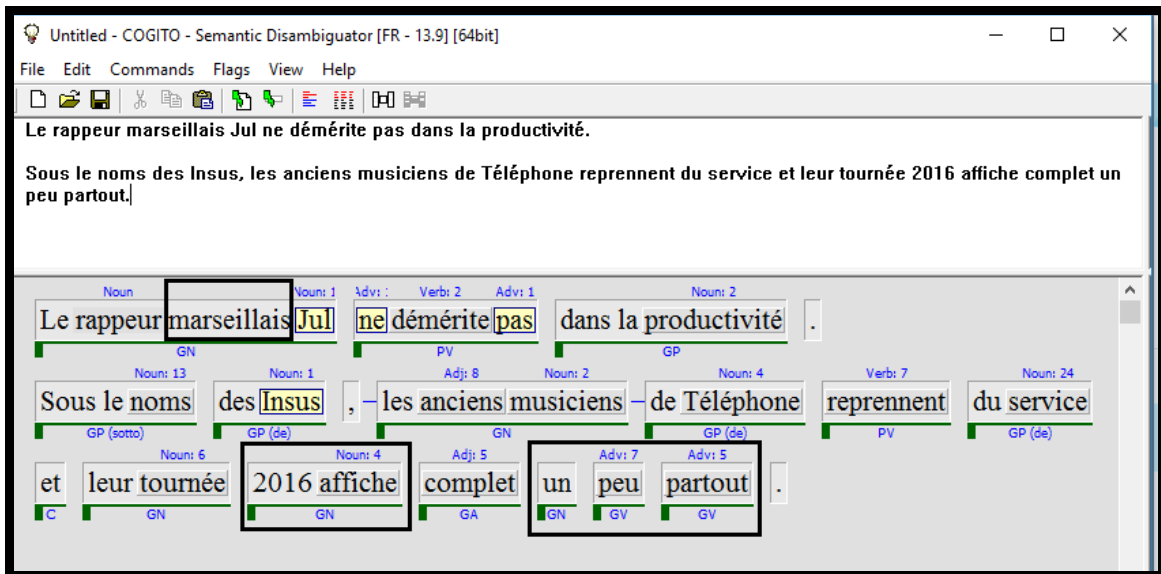 Untitled - COGITO - Semantic Disambiguator [FR - 13.9] [64bit]
File Edit Commands Flags View Help
Le rappeur marseillais Jul ne démérite pas dans la productivité.
Sous le noms des Insus, les anciens musiciens de Téléphone reprennent du service et leur tournée 2016 affiche complet un
peu partout.
Noun Noun: 1 Adv: Verb: 2 Adv: 1 Noun: 2
Le rappeur marseillais Jul ne démérite pas dans la productivité .
GN PV GP
Noun: 13 Noun: 1 Adj: 8 Noun: 2 Noun: 4 Verb: 7 Noun: 24
Sous le noms des Insus , les anciens musiciens de Téléphone reprennent du service
GP (sotto) GP (de) GN GP (de) PV GP (de)
Noun: 6 Noun: 4 Adj: 5 Adv: 7 Adv: 5
et leur tournée 2016 affiche complet un peu partout .
C GN GN GA GN GV GV